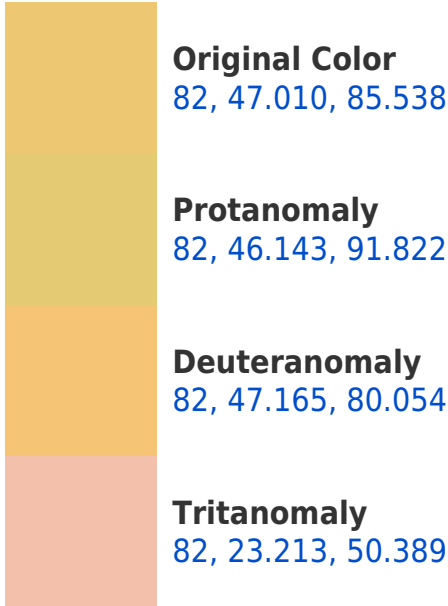 Original Color
82, 47.010, 85.538
Protanomaly
82, 46.143, 91.822
Deuteranomaly
82, 47.165, 80.054
Tritanomaly
82, 23.213, 50.389